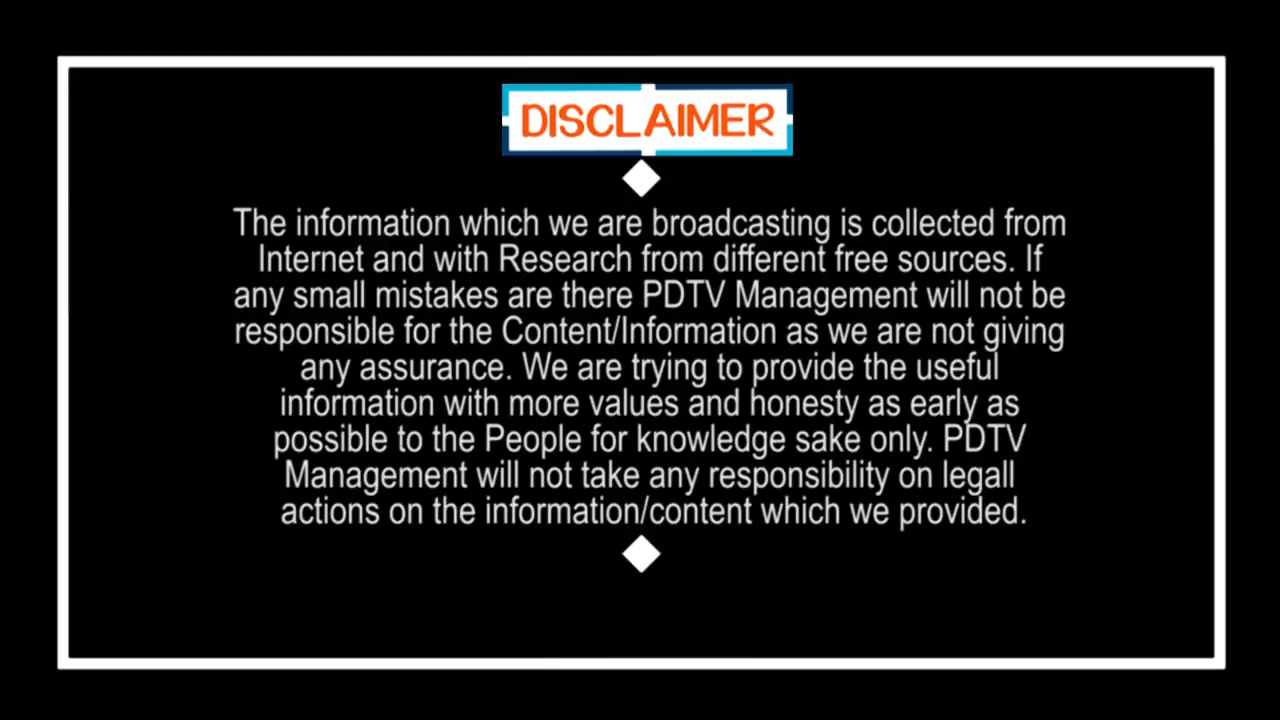 DISCLAIMER
The information which we are broadcasting is collected from
Internet and with Research from different free sources. If
any small mistakes are there PDTV Management will not be
responsible for the Content/Information as we are not giving
any assurance. We are trying to provide the useful
information with more values and honesty as early as
possible to the People for knowledge sake only. PDTV
Management will not take any responsibility on legall
actions on the information/content which we provided.